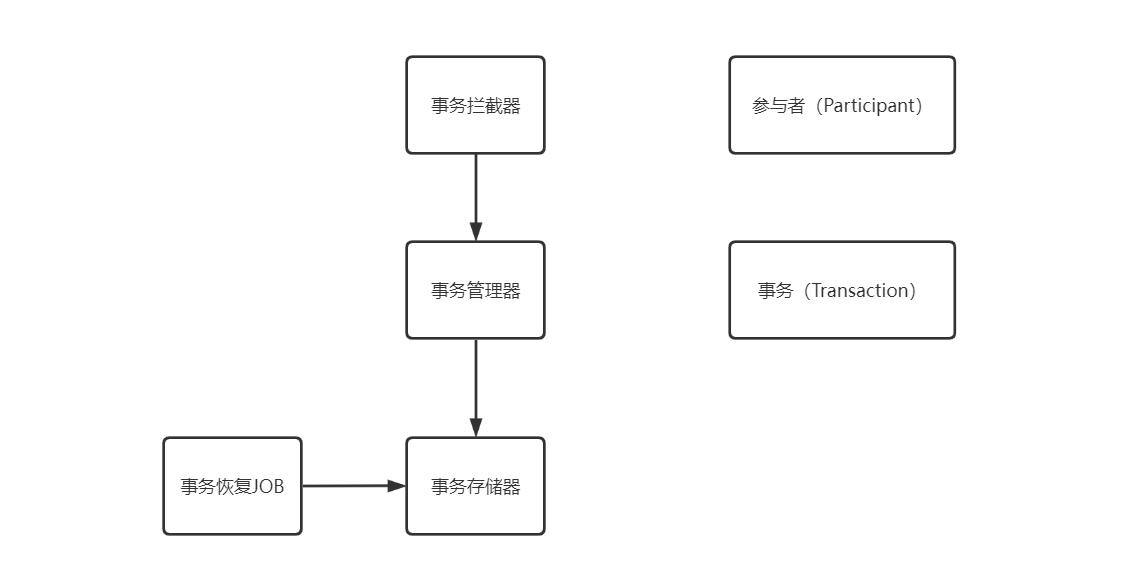 事务拦截器
参与者（Participant）
事务管理器
事务（Transaction）
事务恢复JOB
事务存储器